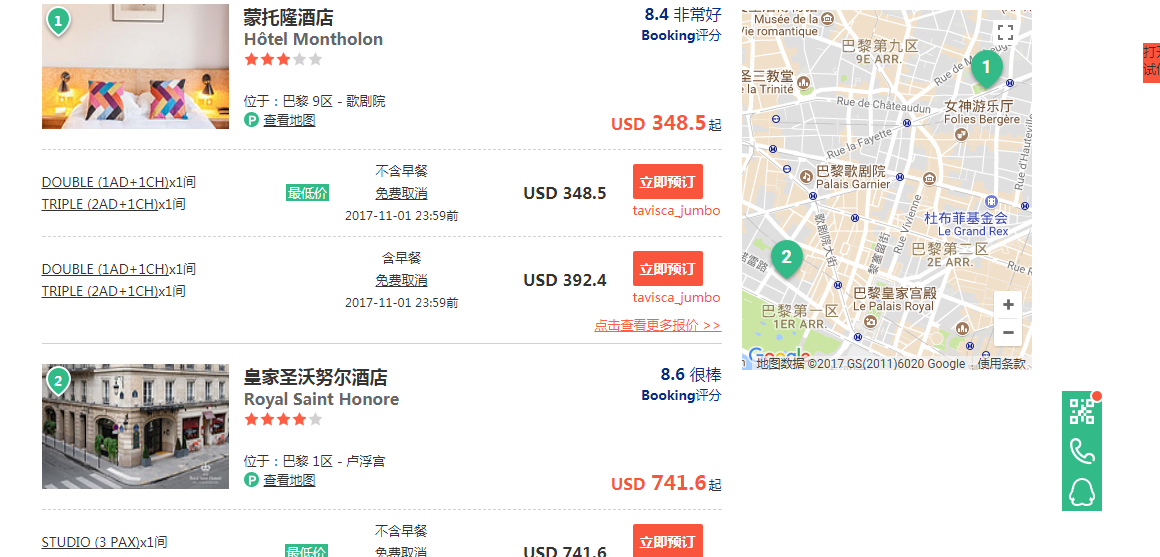 1
蒙托隆酒店
Hôtel Montholon
8.4 非常好
Booking评分
位于：巴黎 9区 - 歌剧院
P 查看地图
USD 348.5起
DOUBLE (1AD+1CH)x1间
TRIPLE (2AD+1CH)x1间
最低价
不含早餐
免费取消
2017-11-01 23:59前
USD 348.5
立即预订
tavisca_jumbo
DOUBLE (1AD+1CH)x1间
TRIPLE (2AD+1CH)x1间
含早餐
免费取消
2017-11-01 23:59前
USD 392.4
立即预订
tavisca_jumbo
点击查看更多报价 >>
2
皇家圣沃努尔酒店
Royal Saint Honore
8.6 很棒
Booking评分
位于：巴黎 1区 - 卢浮宫
P 查看地图
USD 741.6起
STUDIO (3 PAX)x1间
最低价
不含早餐
免费取消
USD 741.6
立即预订
Musée de la
Vie romantique
巴黎第九区
9E ARR.
圣三教堂
la Trinité
Rue de
1
女神游乐厅
Folies Bergère
Rue de Châteaudun
Rue la Fayette
Rue d'Hauteville
巴黎歌剧院
Palais Garnier
歌剧院大街
Rue Vivienne
杜布菲基金会
Le Grand Rex
巴黎第二区
2E ARR.
Rue
2
巴黎皇家宫殿
Le Palais Royal
巴黎第一区
1ER ARR.
+
−
Google
地图数据 ©2017 GS(2011)6020 Google
使用条款